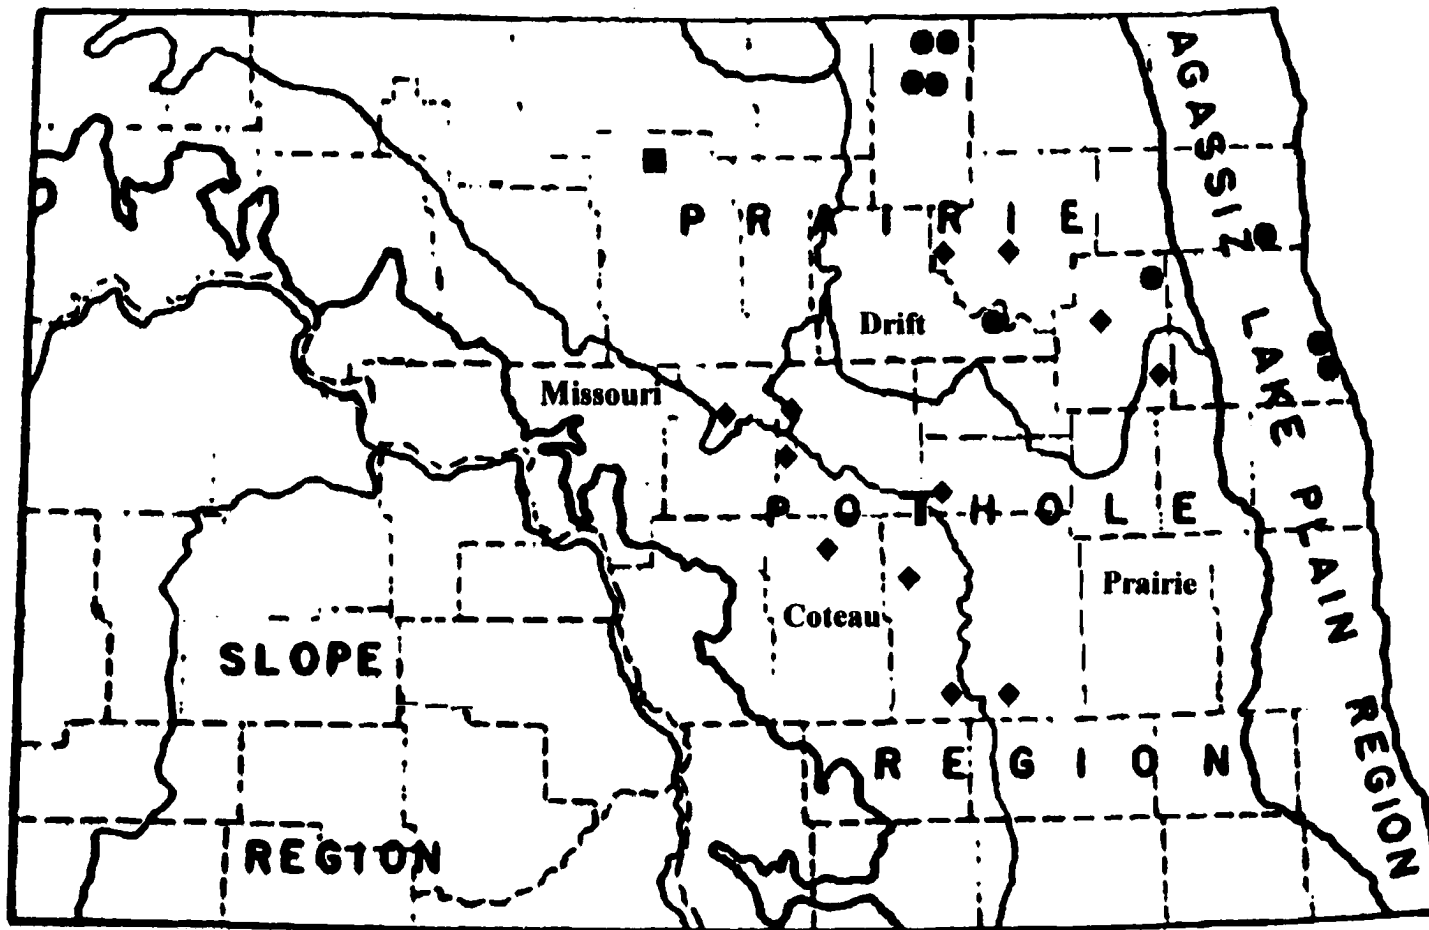 AGASSIZ LAKE PLAIN REGION
PRAIRIE
Drift
Missouri
POTHOLE
Prairie
Coteau
SLOPE
REGION
REGION